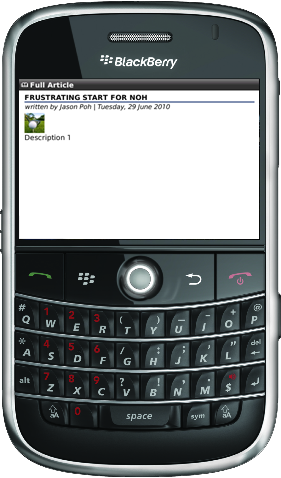 BlackBerry
Full Article
FRUSTRATING START FOR NOH
written by Jason Poh | Tuesday, 29 June 2010
Description 1
# Q 1 W 2 E 3 R ( T ) Y _ U - I + O @ P
* A 4 S 5 D 6 F / G : H ; J ' K " L del
alt 7 Z 8 X 9 C ? V ! B , N . M $
0 space sym aA